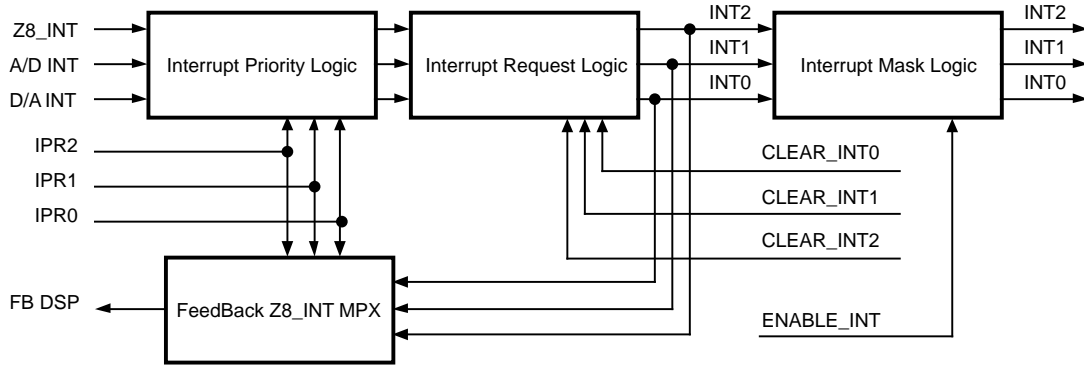 Z8_INT
A/D INT
D/A INT
Interrupt Priority Logic
Interrupt Request Logic
INT2
INT1
INT0
Interrupt Mask Logic
INT2
INT1
INT0
IPR2
IPR1
IPR0
CLEAR_INT0
CLEAR_INT1
CLEAR_INT2
FB DSP
FeedBack Z8_INT MPX
ENABLE_INT